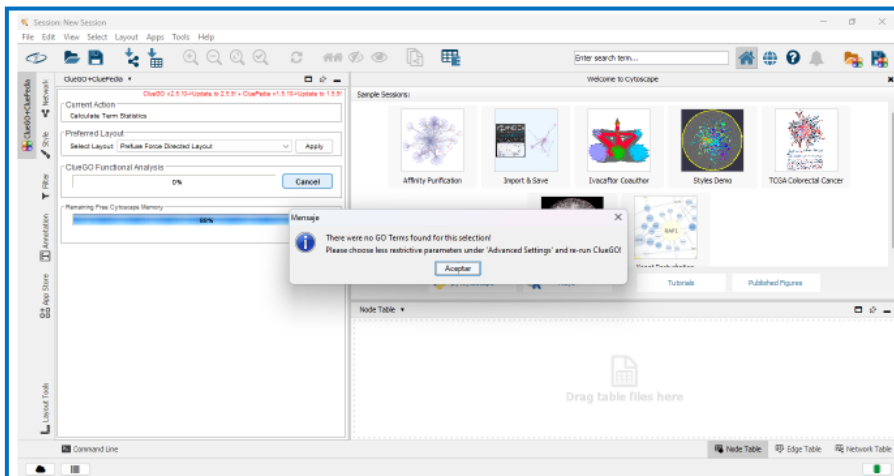 Session: New Session
File Edit View Select Layout Apps Tools Help
Enter search term...
ClueGO+CluePedia
Welcome to Cytoscape
ClueGO v2.5.10->Update to 2.5.9! - CluePedia v1.5.10->Update to 1.5.9!
Current Action
Calculate Term Statistics
Preferred Layout
Select Layout Prefuse Force Directed Layout Apply
ClueGO Functional Analysis
0% Cancel
Remaining Free Cytoscape Memory
ClueGO+CluePedia
Network
Style
Filter
Annotation
App Store
Layout Tools
Sample Sessions:
Affinity Purification
Import & Save
Ivacaftor Coauthor
Styles Demo
TCGA Colorectal Cancer
RAF1
Mensaje
There were no GO Terms found for this selection!
Please choose less restrictive parameters under 'Advanced Settings' and re-run ClueGO!
Aceptar
Tutorials
Published Figures
Node Table
Drag table files here
Command Line
Node Table Edge Table Network Table